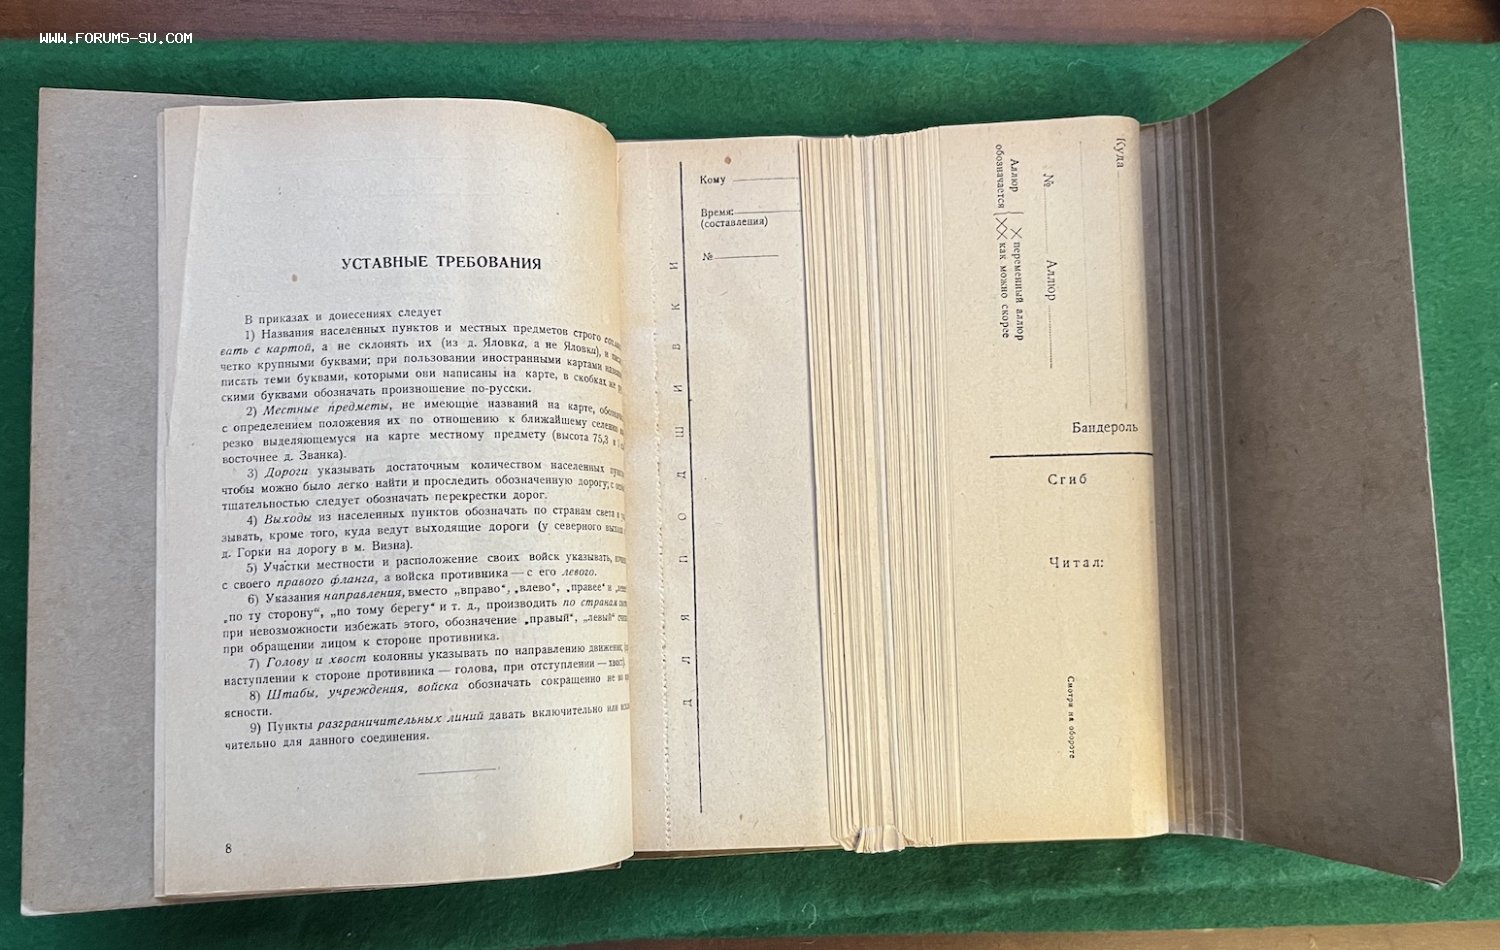 WWW.FORUMS-SU.COM
УСТАВНЫЕ ТРЕБОВАНИЯ
В приказах и донесениях следует
1) Названия населенных пунктов и местных предметов строго
вать с картой, а не склонять их (из д. Яловка, а не Яловки), и
четко крупными буквами; при пользовании иностранными картами
писать теми буквами, которыми они написаны на карте, в скобках же
скими буквами обозначать произношение по-русски.
2) Местные предметы, не имеющие названий на карте,
с определением положения их по отношению к ближайшему селению
резко выделяющемуся на карте местному предмету (высота 75,3
восточнее д. Званка).
3) Дороги указывать достаточным количеством населенных
чтобы можно было легко найти и проследить обозначенную дорогу; с
тщательностью следует обозначать перекрестки дорог.
4) Выходы из населенных пунктов обозначать по странам света и
зывать, кроме того, куда ведут выходящие дороги (у северного
д. Горки на дорогу в м. Визна).
5) Участки местности и расположение своих войск указывать,
с своего правого фланга, а войска противника — с его левого.
6) Указания направления, вместо „вправо“, „влево“, „правее“ и
„по ту сторону“, „по тому берегу“ и т. д., производить по странам
при невозможности избежать этого, обозначение „правый“, „левый“
при обращении лицом к стороне противника.
7) Голову и хвост колонны указывать по направлению движения;
наступлении к стороне противника — голова, при отступлении — хвост).
8) Штабы, учреждения, войска обозначать сокращенно не во
ясности.
9) Пункты разграничительных линий давать включительно или
чительно для данного соединения.
8
ДЛЯ ПОДШИВКИ
Кому
Время:
(составления)
№
Куда
№ Аллюр
Аллюр обозначается { X переменный аллюр
XX как можно скорее
Бандероль
Сгиб
Читал:
Смотри на обороте